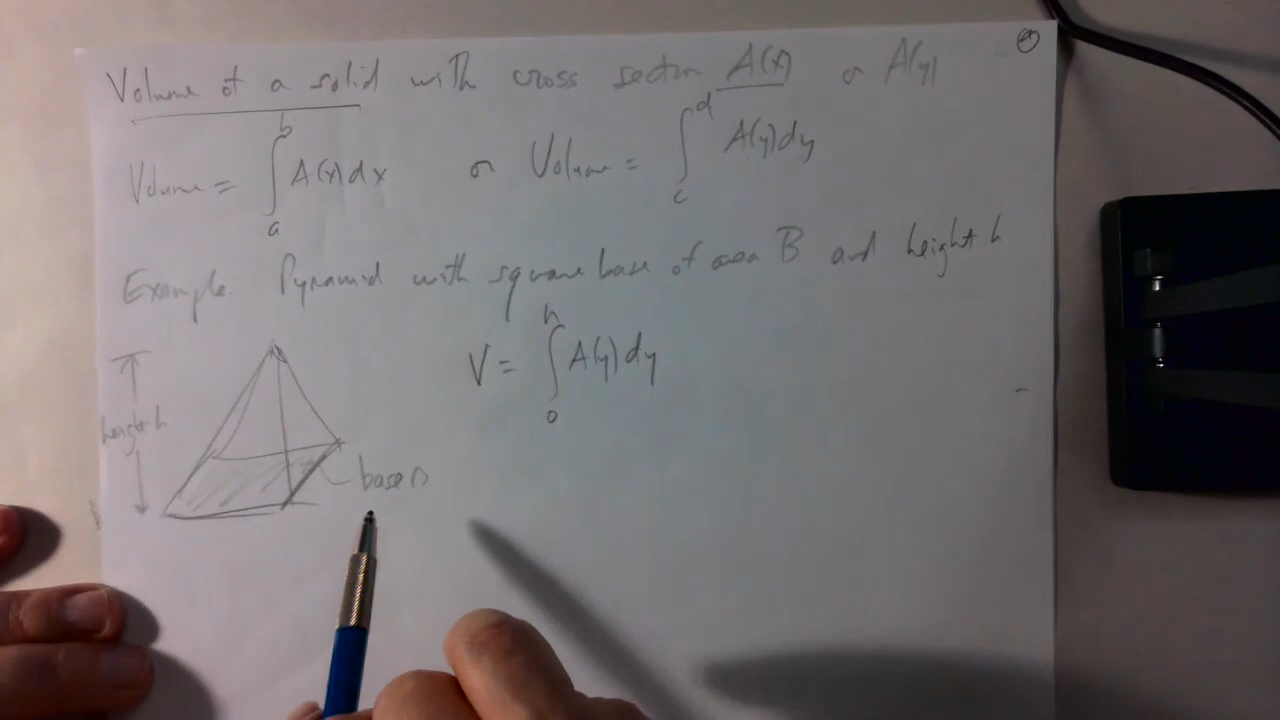 ④
Volume of a solid with cross section A(x) or A(y)
Volume = ∫_a^b A(x)dx or Volume = ∫_c^d A(y)dy
Example. Pyramid with square base of area B and height h
V = ∫_0^h A(y)dy
height h
base B